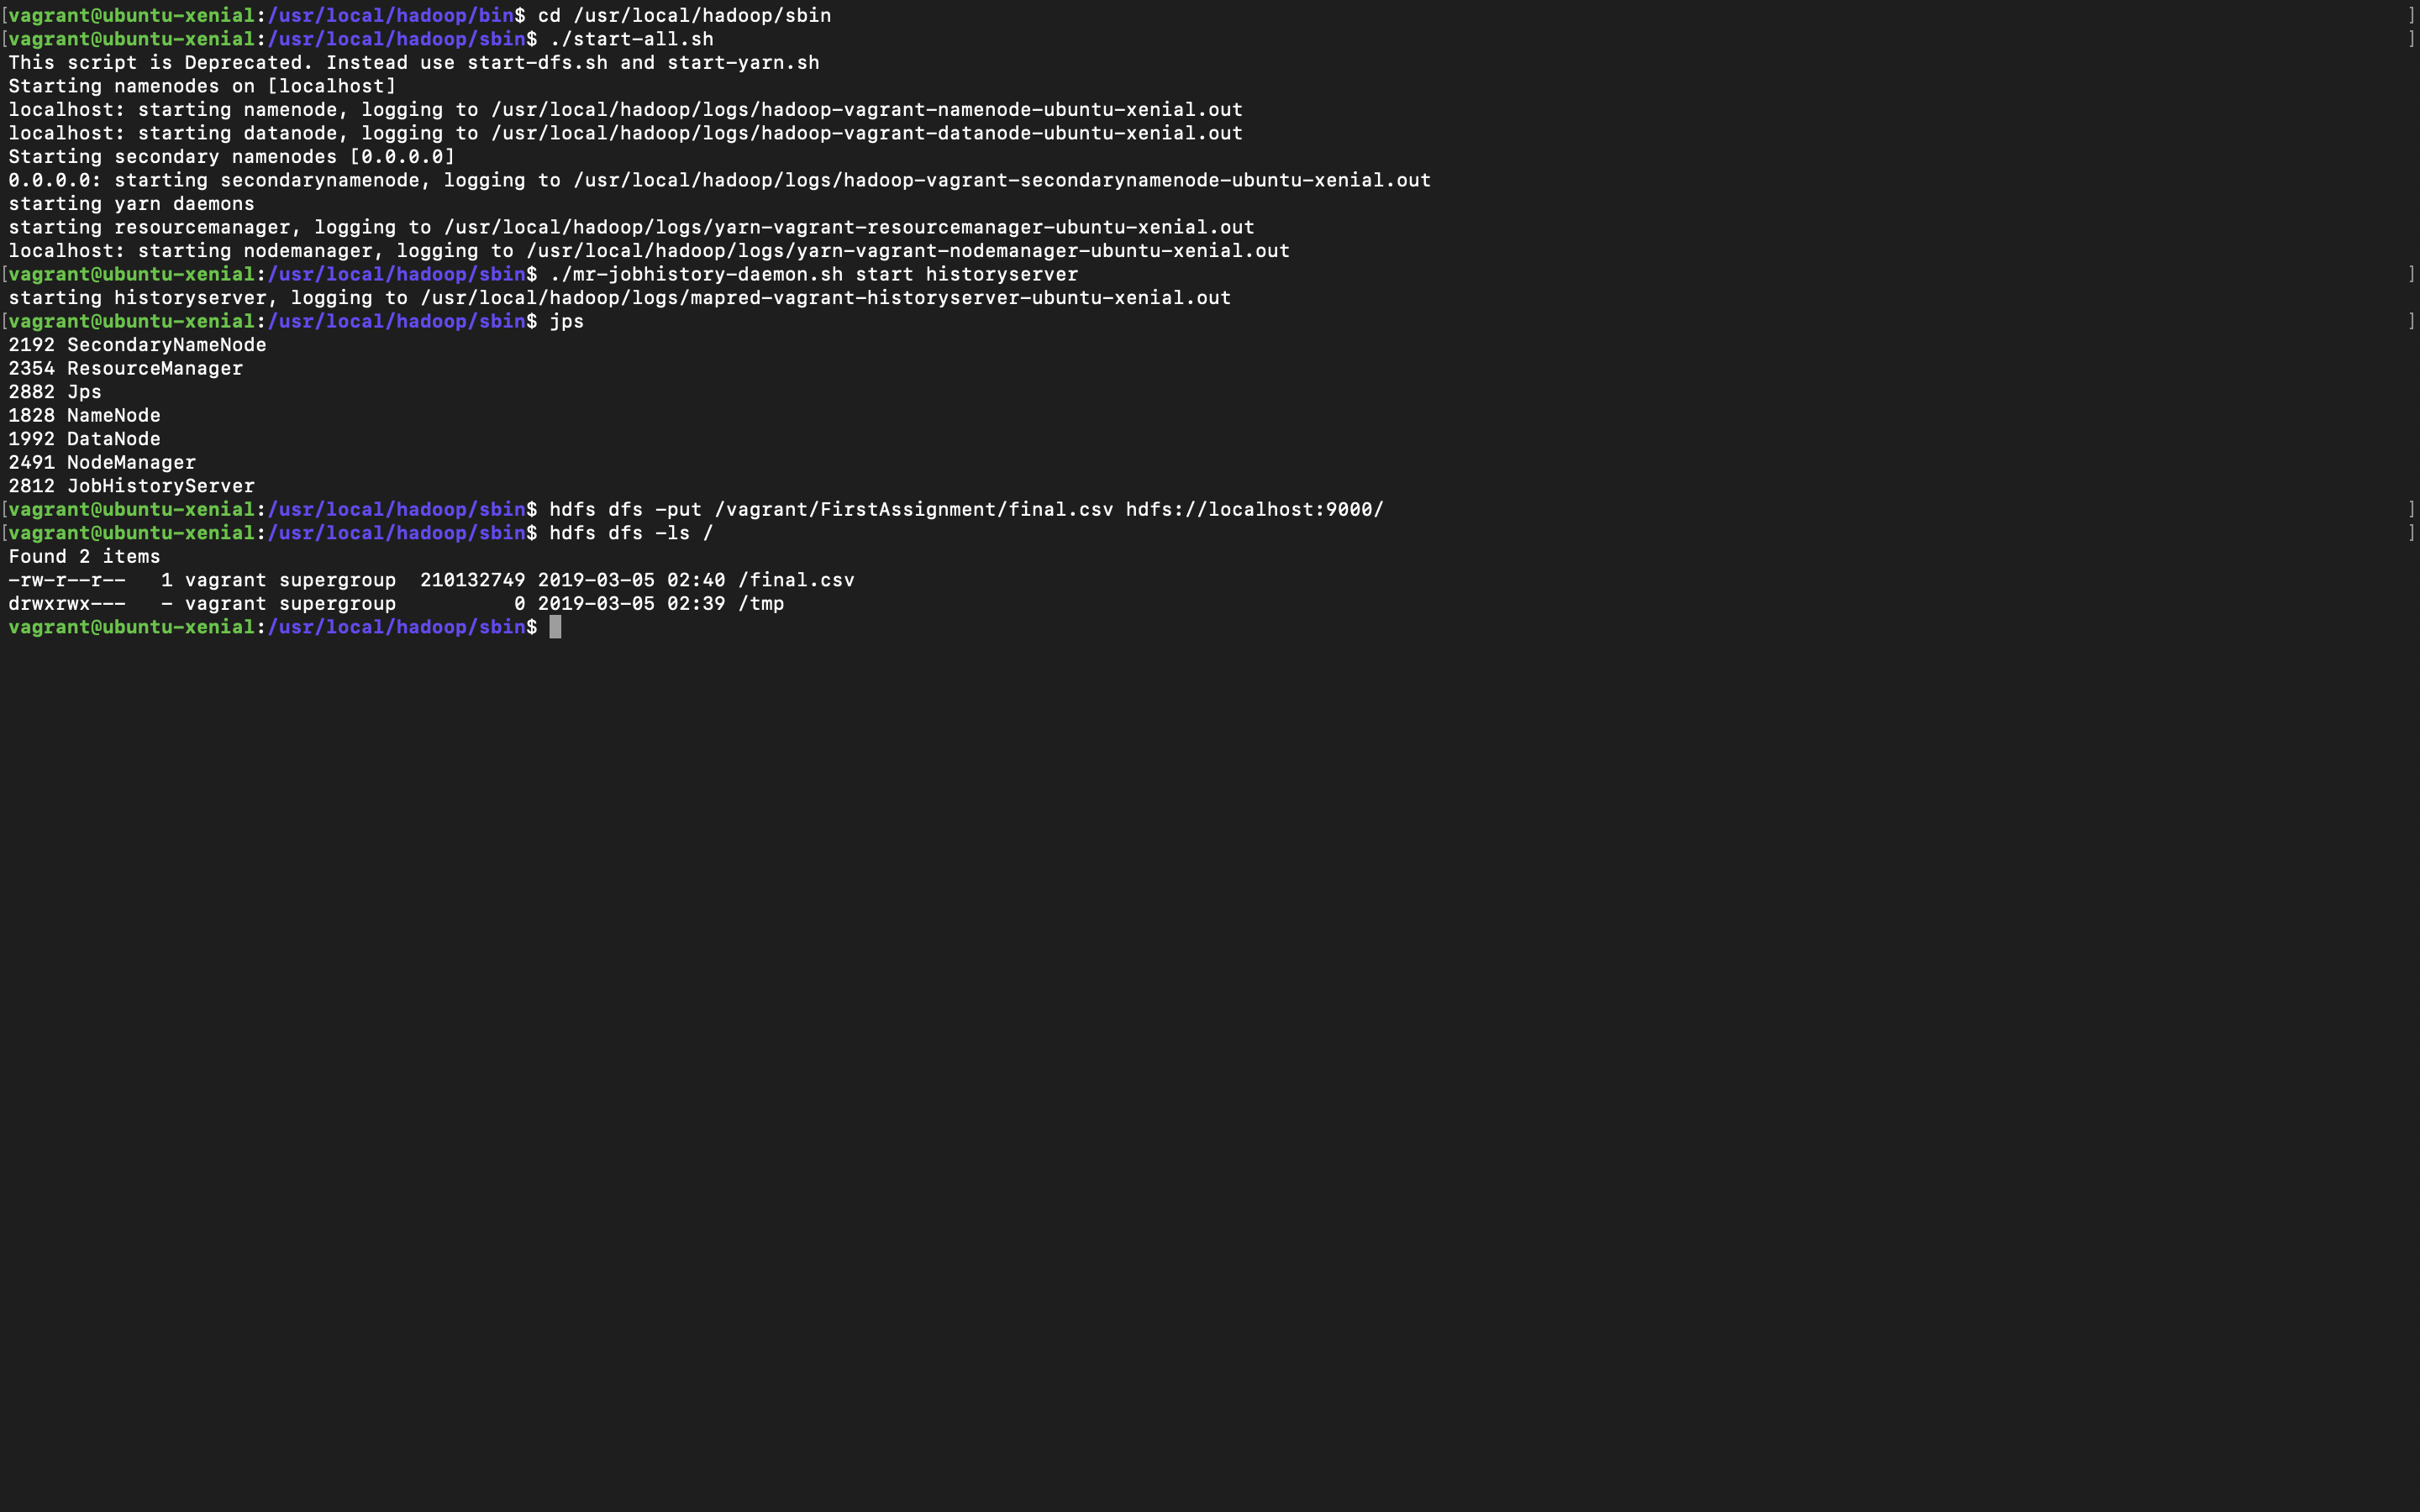 [vagrant@ubuntu-xenial:/usr/local/hadoop/bin$ cd /usr/local/hadoop/sbin ]
[vagrant@ubuntu-xenial:/usr/local/hadoop/sbin$ ./start-all.sh ]
This script is Deprecated. Instead use start-dfs.sh and start-yarn.sh
Starting namenodes on [localhost]
localhost: starting namenode, logging to /usr/local/hadoop/logs/hadoop-vagrant-namenode-ubuntu-xenial.out
localhost: starting datanode, logging to /usr/local/hadoop/logs/hadoop-vagrant-datanode-ubuntu-xenial.out
Starting secondary namenodes [0.0.0.0]
0.0.0.0: starting secondarynamenode, logging to /usr/local/hadoop/logs/hadoop-vagrant-secondarynamenode-ubuntu-xenial.out
starting yarn daemons
starting resourcemanager, logging to /usr/local/hadoop/logs/yarn-vagrant-resourcemanager-ubuntu-xenial.out
localhost: starting nodemanager, logging to /usr/local/hadoop/logs/yarn-vagrant-nodemanager-ubuntu-xenial.out
[vagrant@ubuntu-xenial:/usr/local/hadoop/sbin$ ./mr-jobhistory-daemon.sh start historyserver ]
starting historyserver, logging to /usr/local/hadoop/logs/mapred-vagrant-historyserver-ubuntu-xenial.out
[vagrant@ubuntu-xenial:/usr/local/hadoop/sbin$ jps ]
2192 SecondaryNameNode
2354 ResourceManager
2882 Jps
1828 NameNode
1992 DataNode
2491 NodeManager
2812 JobHistoryServer
[vagrant@ubuntu-xenial:/usr/local/hadoop/sbin$ hdfs dfs -put /vagrant/FirstAssignment/final.csv hdfs://localhost:9000/ ]
[vagrant@ubuntu-xenial:/usr/local/hadoop/sbin$ hdfs dfs -ls / ]
Found 2 items
-rw-r--r--   1 vagrant supergroup  210132749 2019-03-05 02:40 /final.csv
drwxrwx---   - vagrant supergroup          0 2019-03-05 02:39 /tmp
vagrant@ubuntu-xenial:/usr/local/hadoop/sbin$